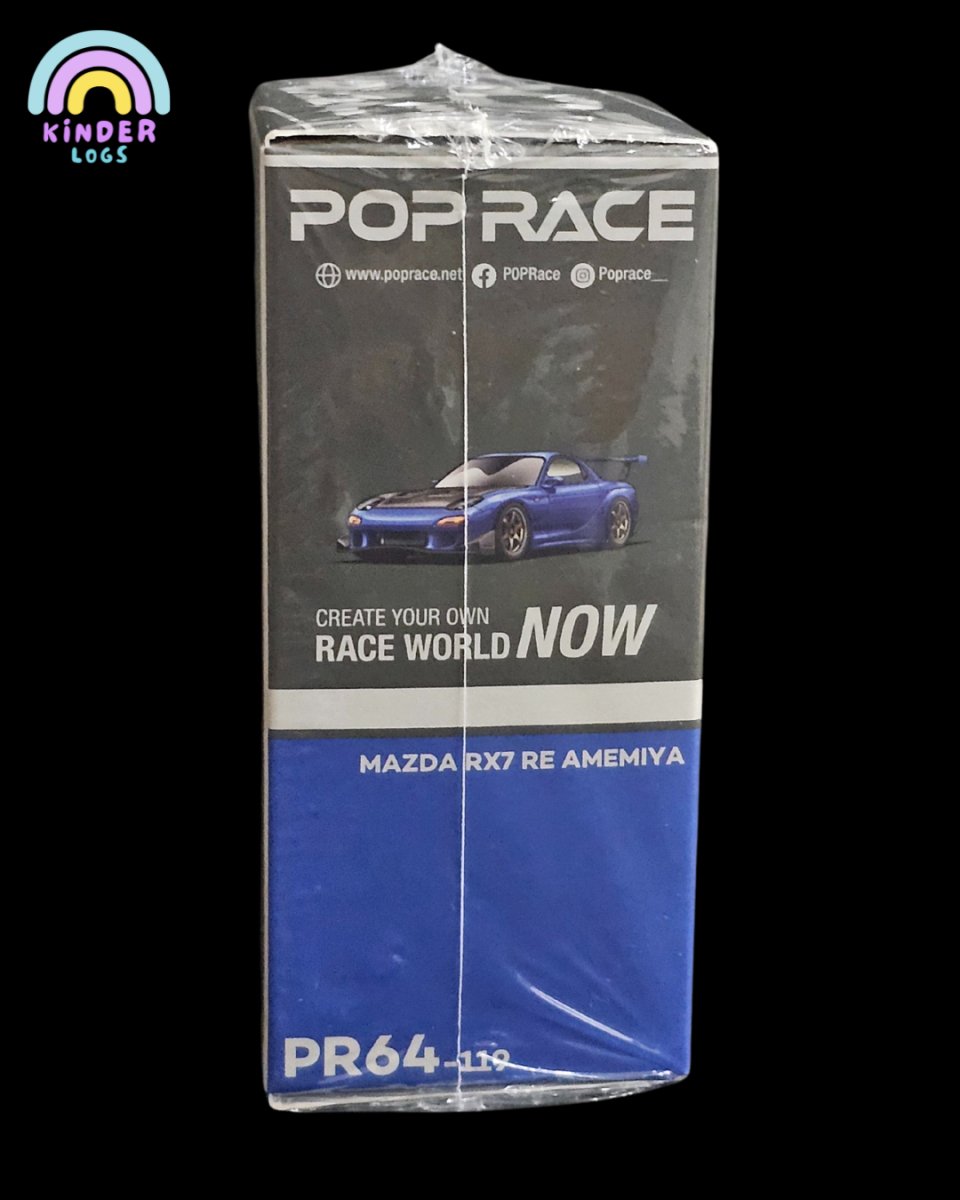 KINDER
LOGS
POP RACE
www.poprace.net POPRace Poprace__
CREATE YOUR OWN
RACE WORLD NOW
MAZDA RX7 RE AMEMIYA
PR64-119